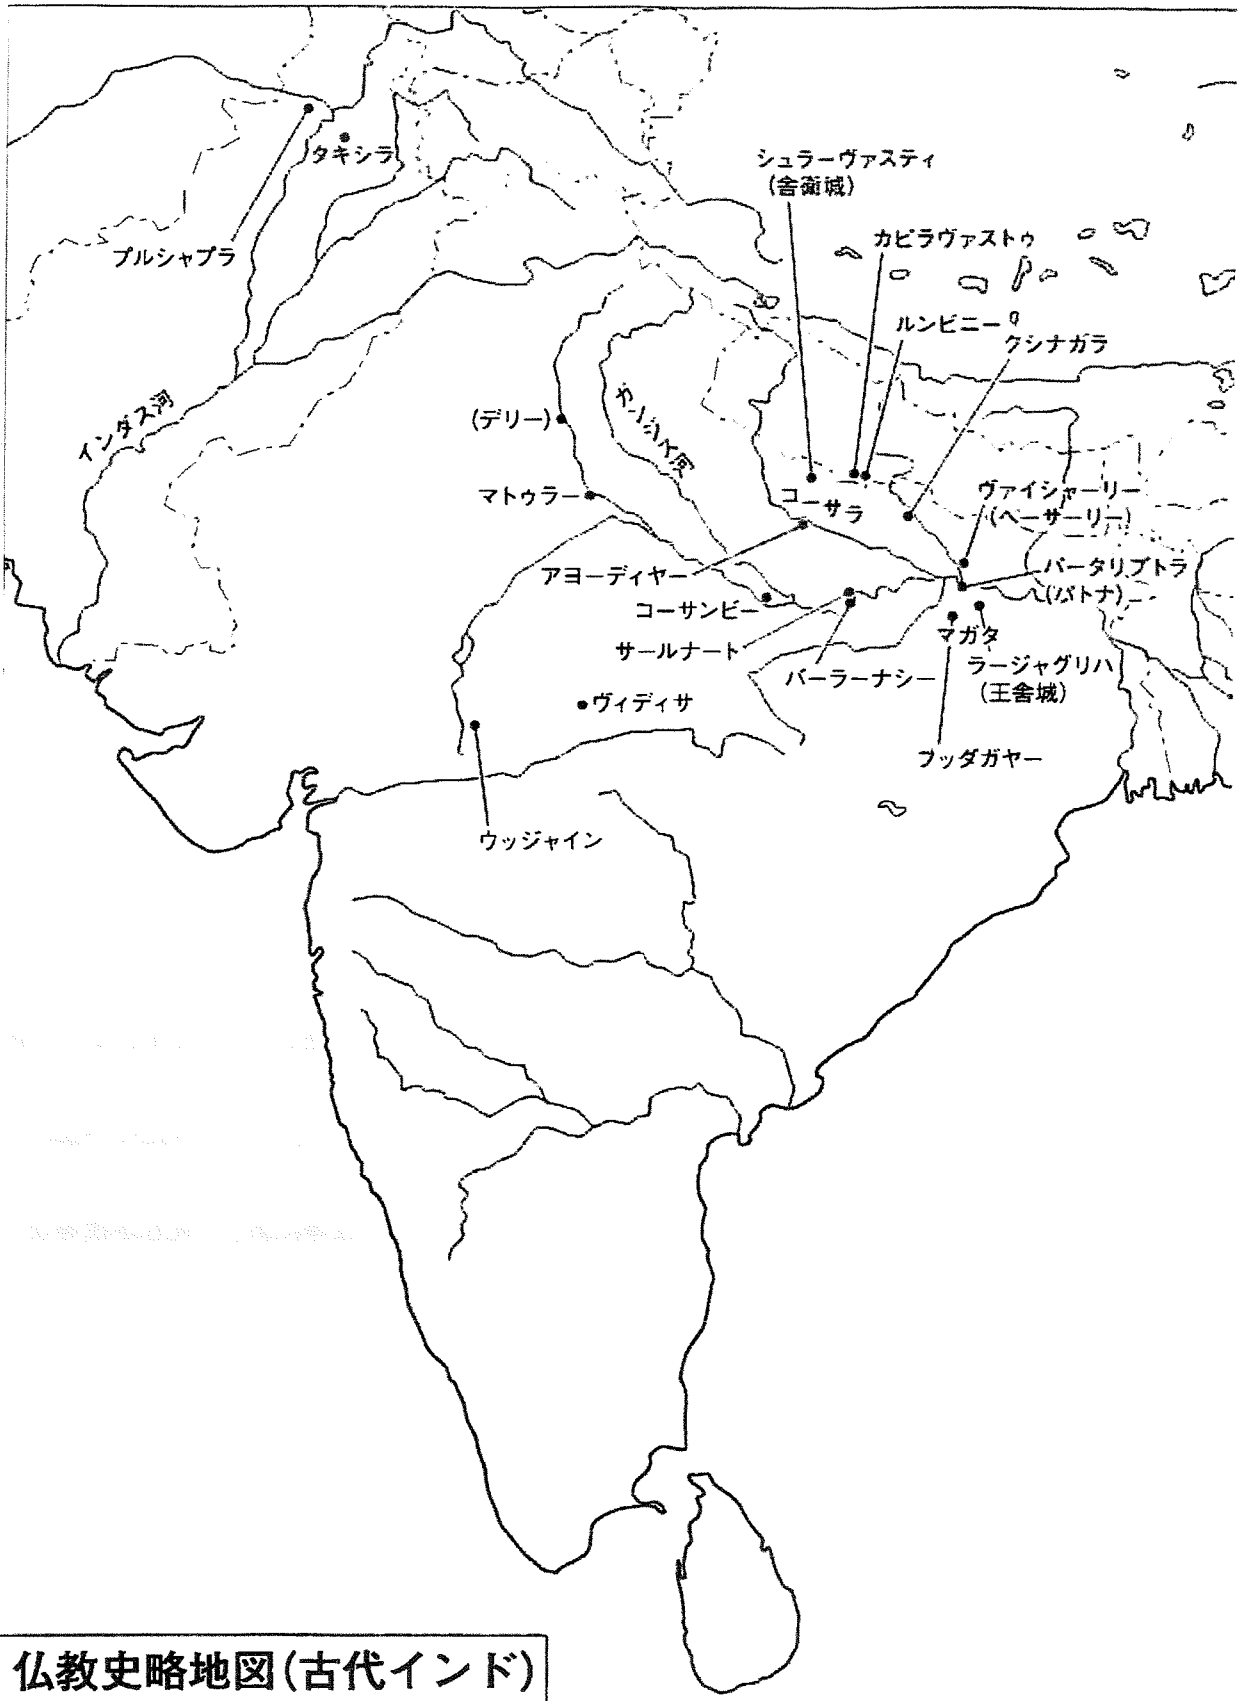 タキシラ
プルシャプラ
インダス河
シュラーヴァスティ
(舎衛城)
カピラヴァストゥ
ルンビニー
クシナガラ
ガンジス河
(デリー)
マトゥラー
コーサラ
ヴァイシャーリー
(ベーサーリー)
アヨーディヤー
パータリプトラ
(パトナ)
コーサンビー
サールナート
マガダ
バーラーナシー
ラージャグリハ
(王舎城)
ヴィディサ
ブッダガヤー
ウッジャイン
仏教史略地図(古代インド)